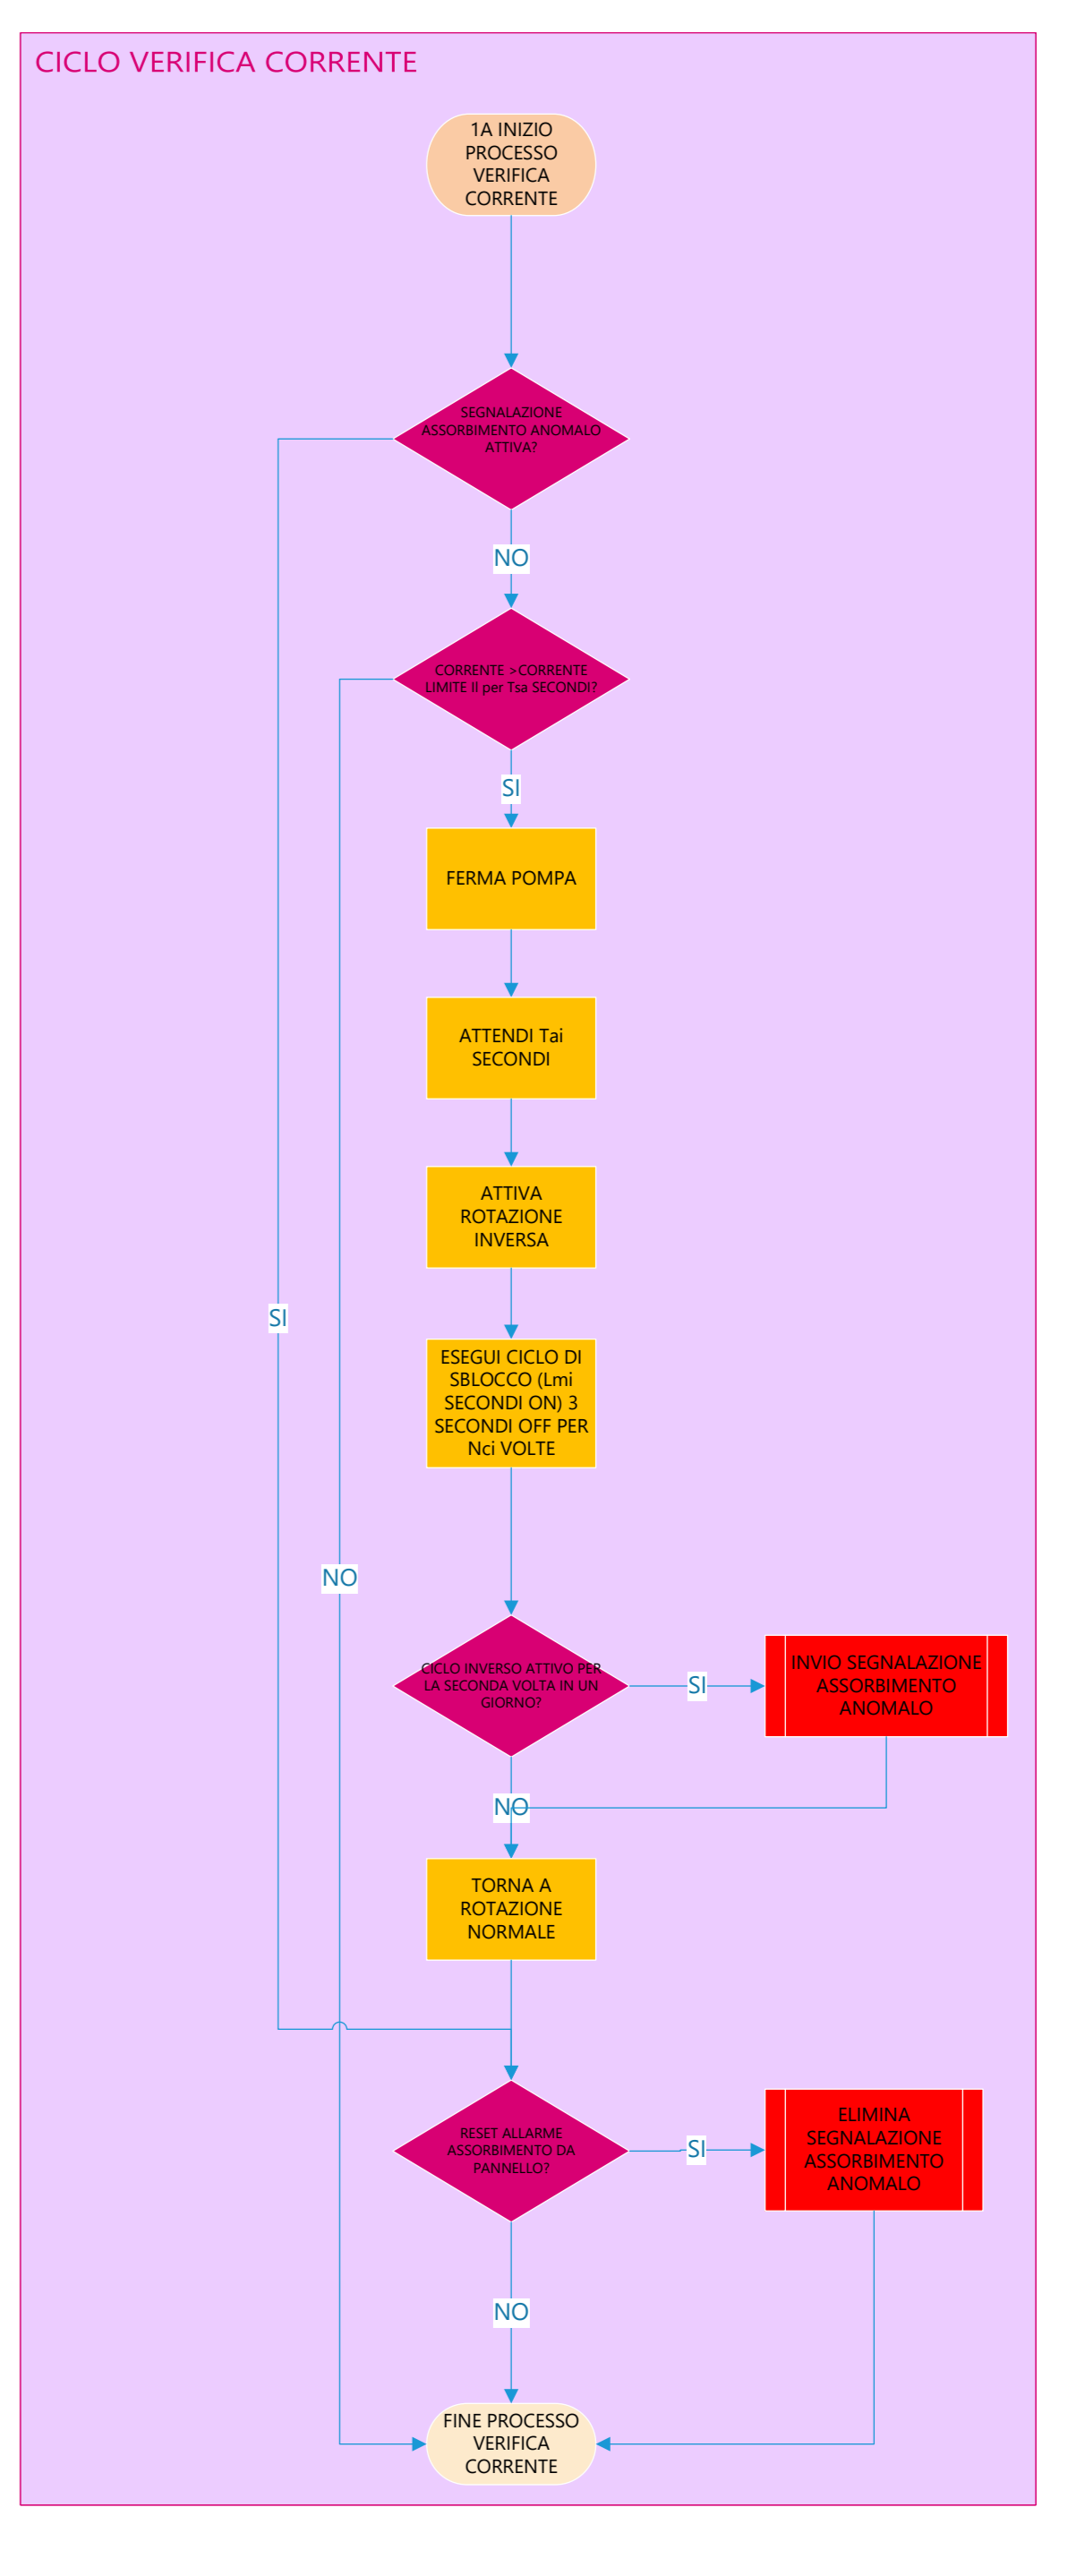 CICLO VERIFICA CORRENTE
1A INIZIO
PROCESSO
VERIFICA
CORRENTE
SEGNALAZIONE
ASSORBIMENTO ANOMALO
ATTIVA?
NO
CORRENTE >CORRENTE
LIMITE Il per Tsa SECONDI?
SI
FERMA POMPA
ATTENDI Tai
SECONDI
ATTIVA
ROTAZIONE
INVERSA
SI
ESEGUI CICLO DI
SBLOCCO (Lmi
SECONDI ON) 3
SECONDI OFF PER
Nci VOLTE
NO
CICLO INVERSO ATTIVO PER
LA SECONDA VOLTA IN UN
GIORNO?
SI
INVIO SEGNALAZIONE
ASSORBIMENTO
ANOMALO
NO
TORNA A
ROTAZIONE
NORMALE
RESET ALLARME
ASSORBIMENTO DA
PANNELLO?
SI
ELIMINA
SEGNALAZIONE
ASSORBIMENTO
ANOMALO
NO
FINE PROCESSO
VERIFICA
CORRENTE